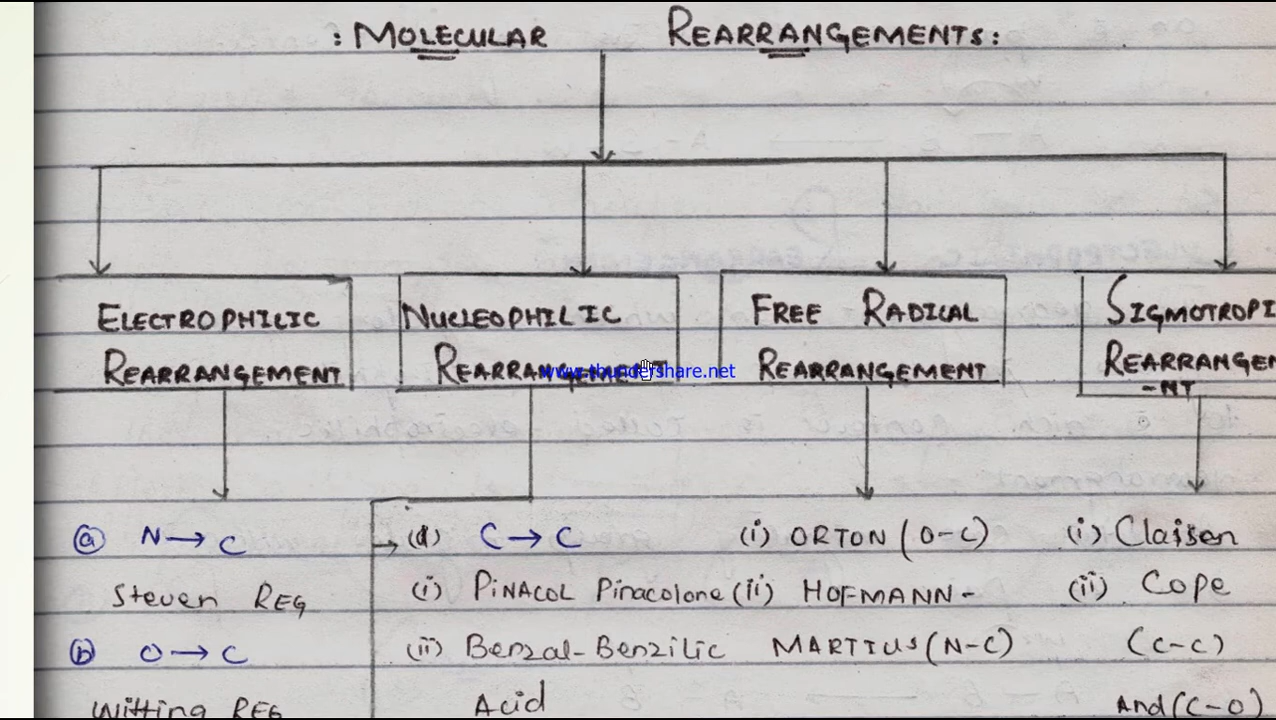 : MOLECULAR REARRANGEMENTS:
ELECTROPHILIC
REARRANGEMENT
NUCLEOPHILIC
REARRANGEMENT
FREE RADICAL
REARRANGEMENT
SIGMOTROPI
REARRANGEM
-NT
www.thundershare.net
ⓐ N→C
Steven REG
ⓑ O→C
Witting REG
(a) C→C
(i) PINACOL Pinacolone
(ii) Benzal-Benzilic
Acid
(i) ORTON (O-C)
(ii) HOFMANN-
MARTIUS (N-C)
(i) Claisen
(ii) Cope
(C-C)
And (C-O)